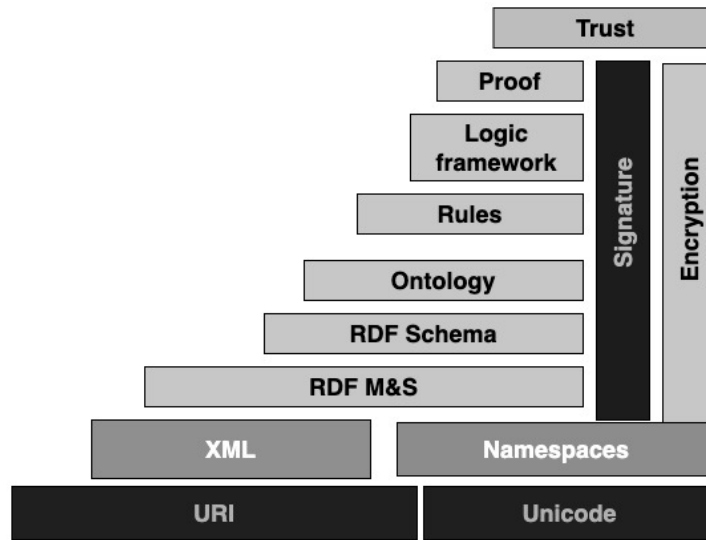 Trust
Proof
Logic
framework
Rules
Ontology
RDF Schema
RDF M&S
Signature
Encryption
XML
Namespaces
URI
Unicode